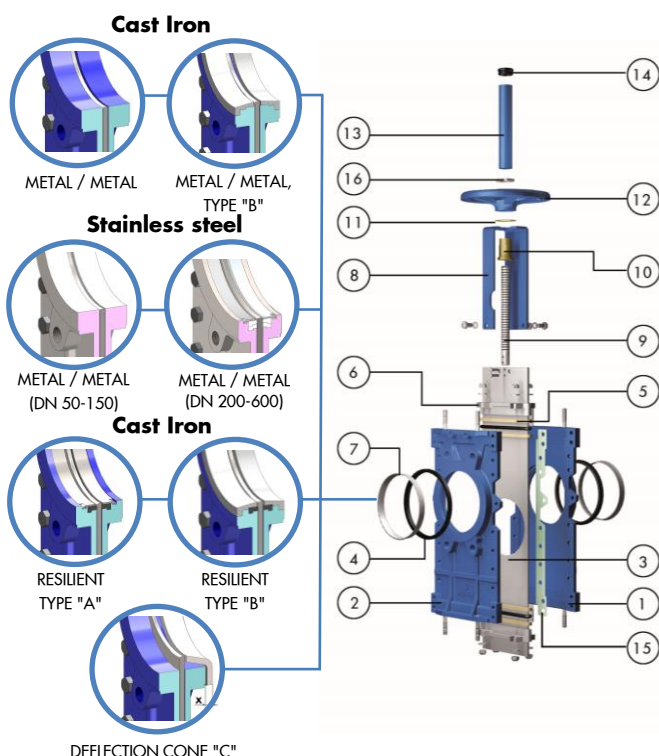 Cast Iron
METAL / METAL
METAL / METAL,
TYPE "B"
Stainless steel
METAL / METAL
(DN 50-150)
METAL / METAL
(DN 200-600)
Cast Iron
RESILIENT
TYPE "A"
RESILIENT
TYPE "B"
x
DEFLECTION CONE "C"
14
13
16
12
11
8
10
9
6
5
7
4
3
2
1
15